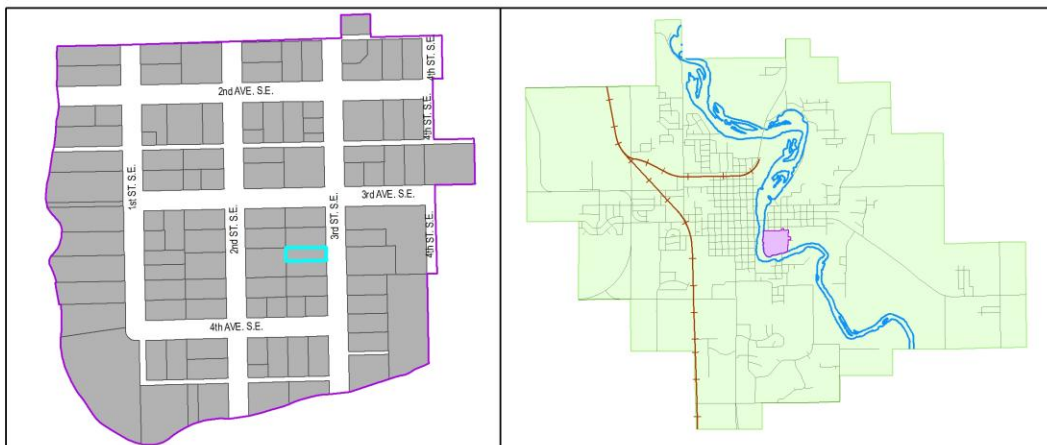 4th ST. S.E.
2nd AVE. S.E.
4th ST. S.E.
1st ST. S.E.
3rd AVE. S.E.
2nd ST. S.E.
3rd ST. S.E.
4th ST. S.E.
4th AVE. S.E.